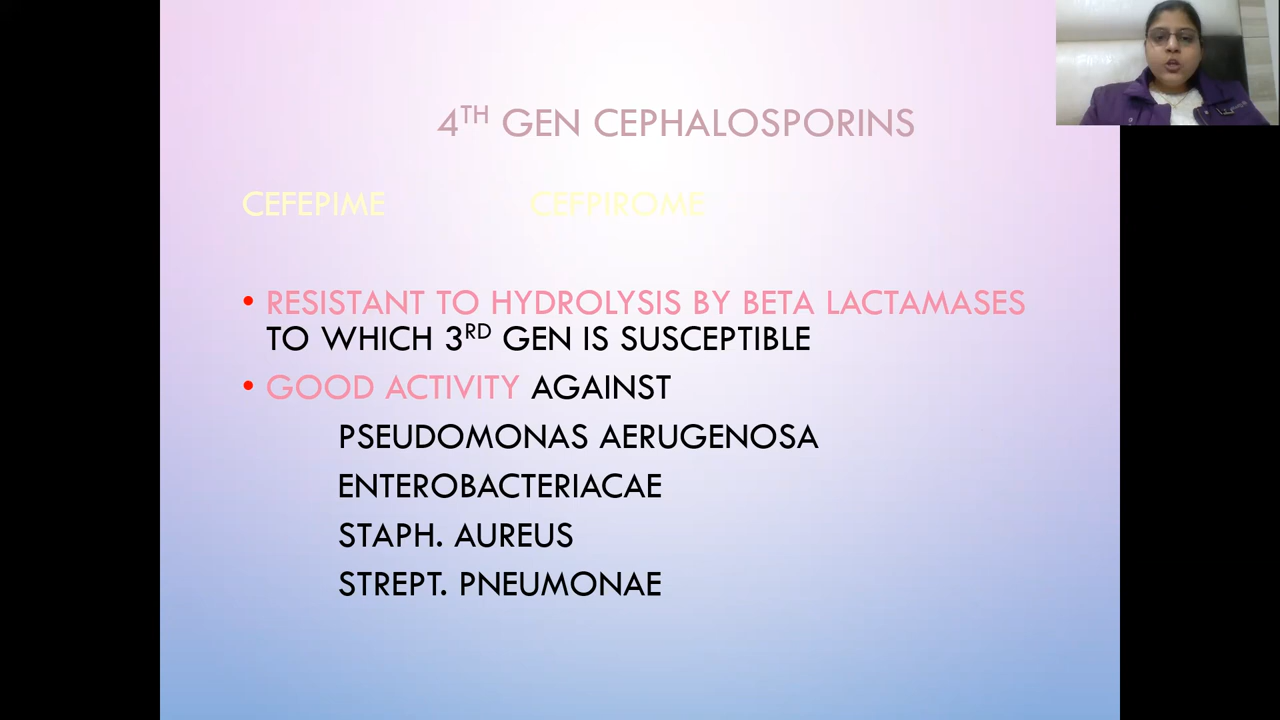 4TH GEN CEPHALOSPORINS
CEFEPIME CEFPIROME
• RESISTANT TO HYDROLYSIS BY BETA LACTAMASES
TO WHICH 3RD GEN IS SUSCEPTIBLE
• GOOD ACTIVITY AGAINST
PSEUDOMONAS AERUGENOSA
ENTEROBACTERIACAE
STAPH. AUREUS
STREPT. PNEUMONAE